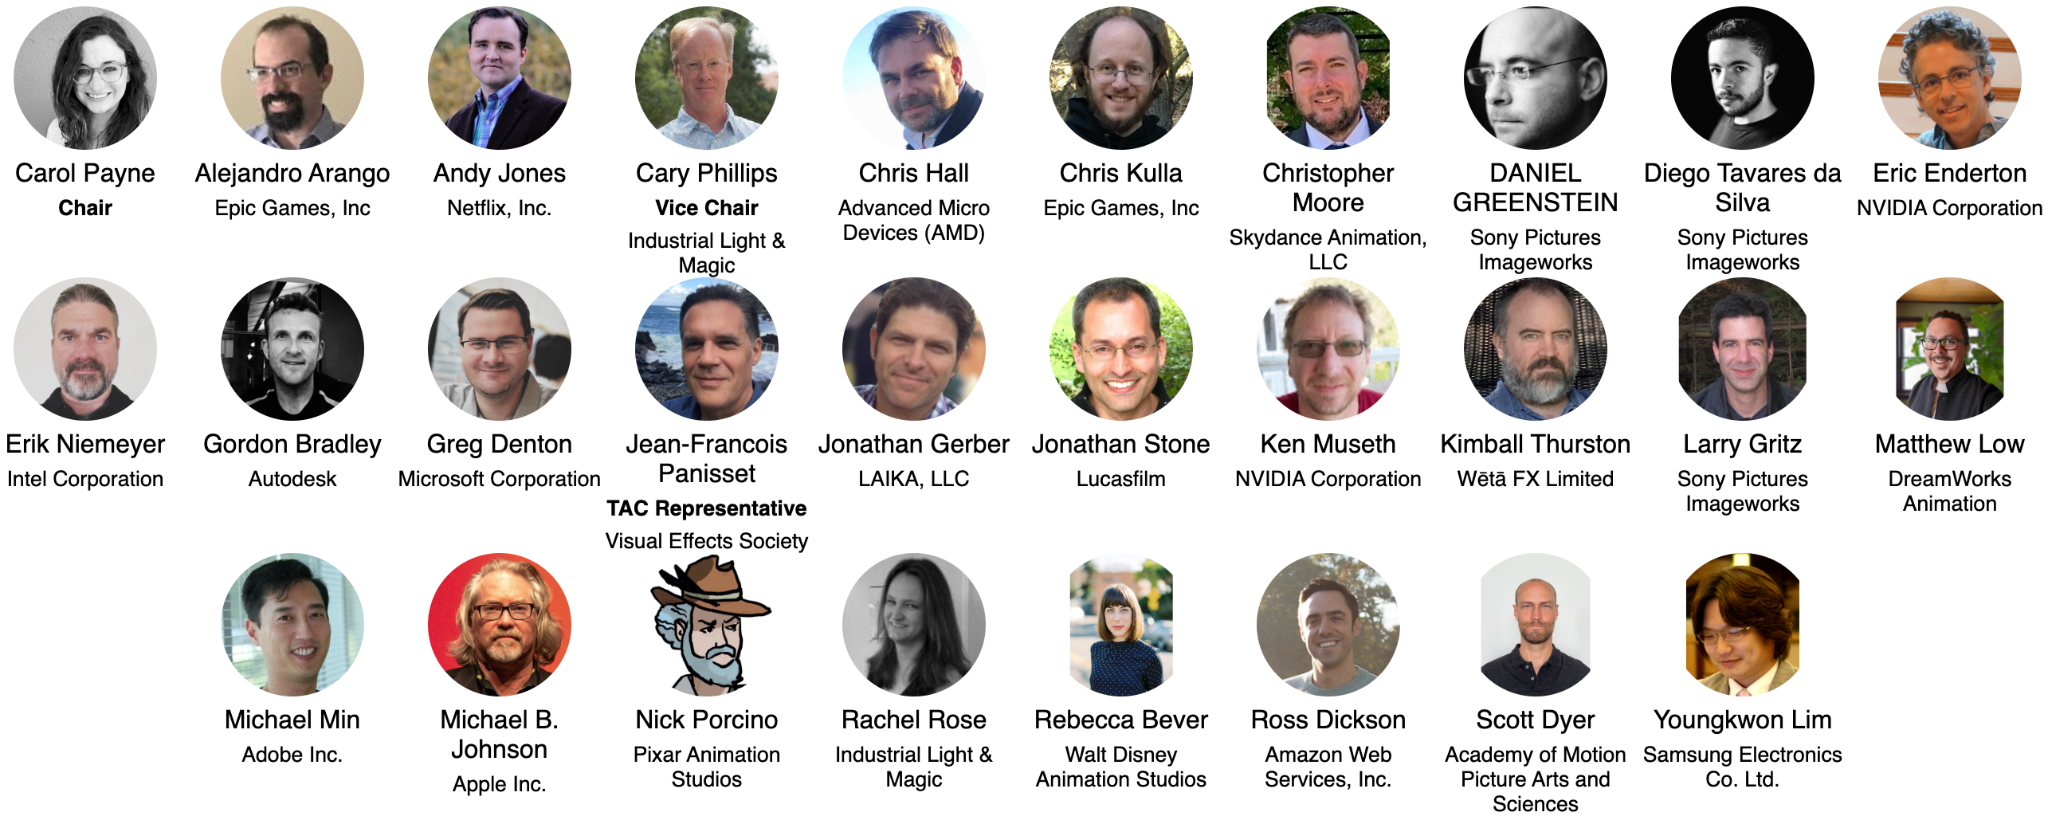 Carol Payne
Chair
Alejandro Arango
Epic Games, Inc
Andy Jones
Netflix, Inc.
Cary Phillips
Vice Chair
Industrial Light &
Magic
Chris Hall
Advanced Micro
Devices (AMD)
Chris Kulla
Epic Games, Inc
Christopher
Moore
Skydance Animation,
LLC
DANIEL
GREENSTEIN
Sony Pictures
Imageworks
Diego Tavares da
Silva
Sony Pictures
Imageworks
Eric Enderton
NVIDIA Corporation
Erik Niemeyer
Intel Corporation
Gordon Bradley
Autodesk
Greg Denton
Microsoft Corporation
Jean-Francois
Panisset
TAC Representative
Visual Effects Society
Jonathan Gerber
LAIKA, LLC
Jonathan Stone
Lucasfilm
Ken Museth
NVIDIA Corporation
Kimball Thurston
Wētā FX Limited
Larry Gritz
Sony Pictures
Imageworks
Matthew Low
DreamWorks
Animation
Michael Min
Adobe Inc.
Michael B.
Johnson
Apple Inc.
Nick Porcino
Pixar Animation
Studios
Rachel Rose
Industrial Light &
Magic
Rebecca Bever
Walt Disney
Animation Studios
Ross Dickson
Amazon Web
Services, Inc.
Scott Dyer
Academy of Motion
Picture Arts and
Sciences
Youngkwon Lim
Samsung Electronics
Co. Ltd.